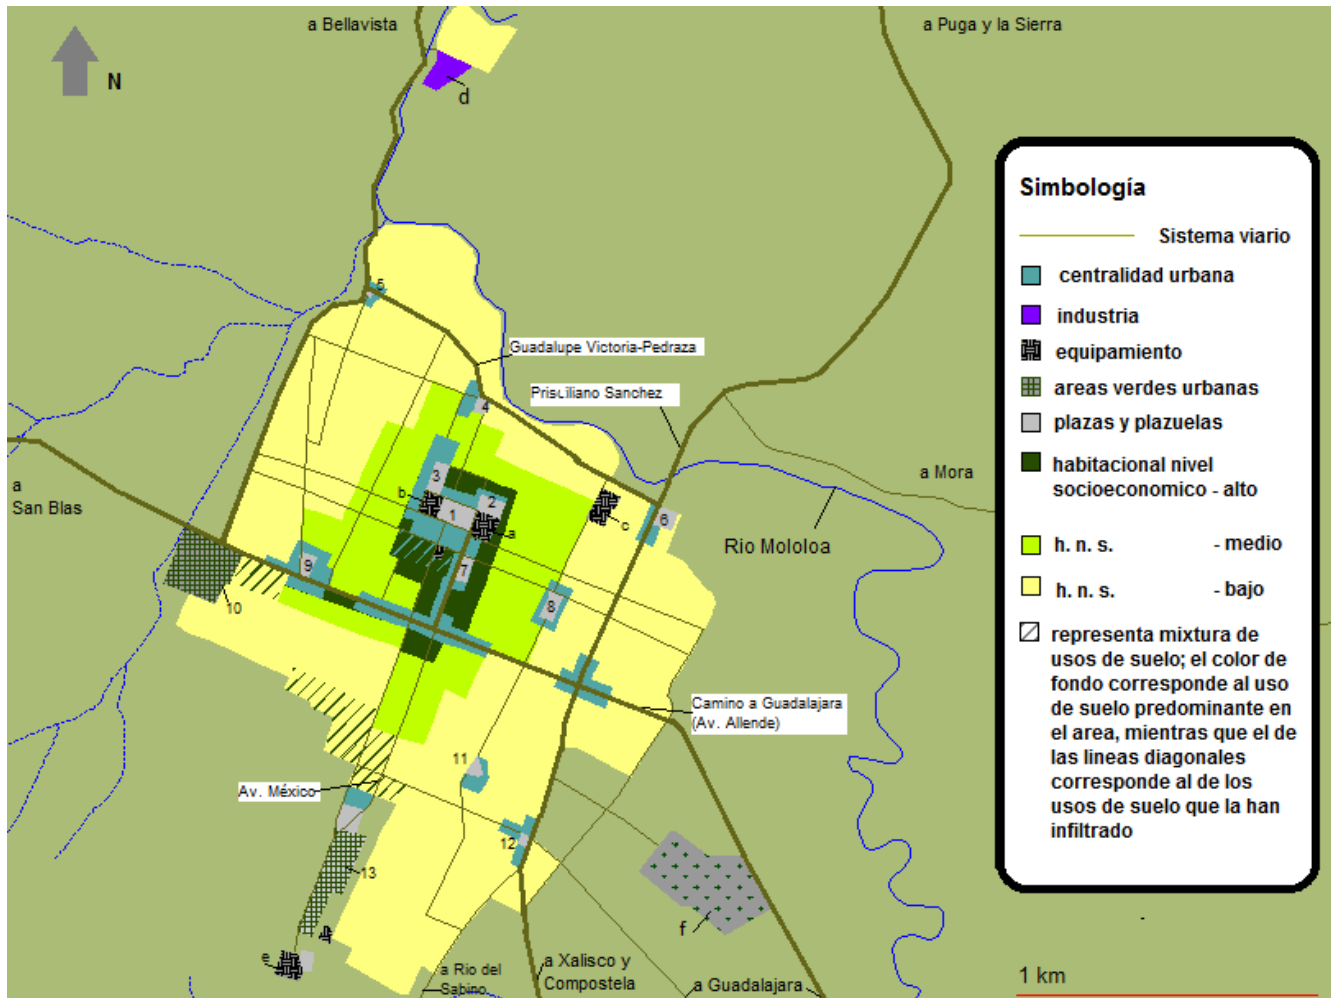 a Bellavista
a Puga y la Sierra
N
d
Simbología
Sistema viario
centralidad urbana
industria
equipamiento
areas verdes urbanas
plazas y plazuelas
habitacional nivel
socioeconomico - alto
h. n. s. - medio
h. n. s. - bajo
representa mixtura de
usos de suelo; el color de
fondo corresponde al uso
de suelo predominante en
el area, mientras que el de
las lineas diagonales
corresponde al de los
usos de suelo que la han
infiltrado
5
Guadalupe Victoria-Pedraza
Prisciliano Sanchez
4
a Mora
a
San Blas
3
b
2
1
a
c
6
Rio Mololoa
9
7
8
10
Camino a Guadalajara
(Av. Allende)
11
Av. México
12
13
f
e
a Rio del
Sabino
a Xalisco y
Compostela
a Guadalajara
1 km